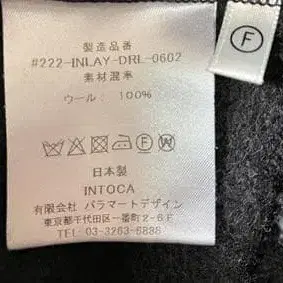 製造品番
#222-INLAY-DRL-0602
素材混率
ウール: 100%
F W
日本製
INTOCA
有限会社 パラマートデザイン
東京都千代田区一番町2-6F
TEL 03-3263-6888
F